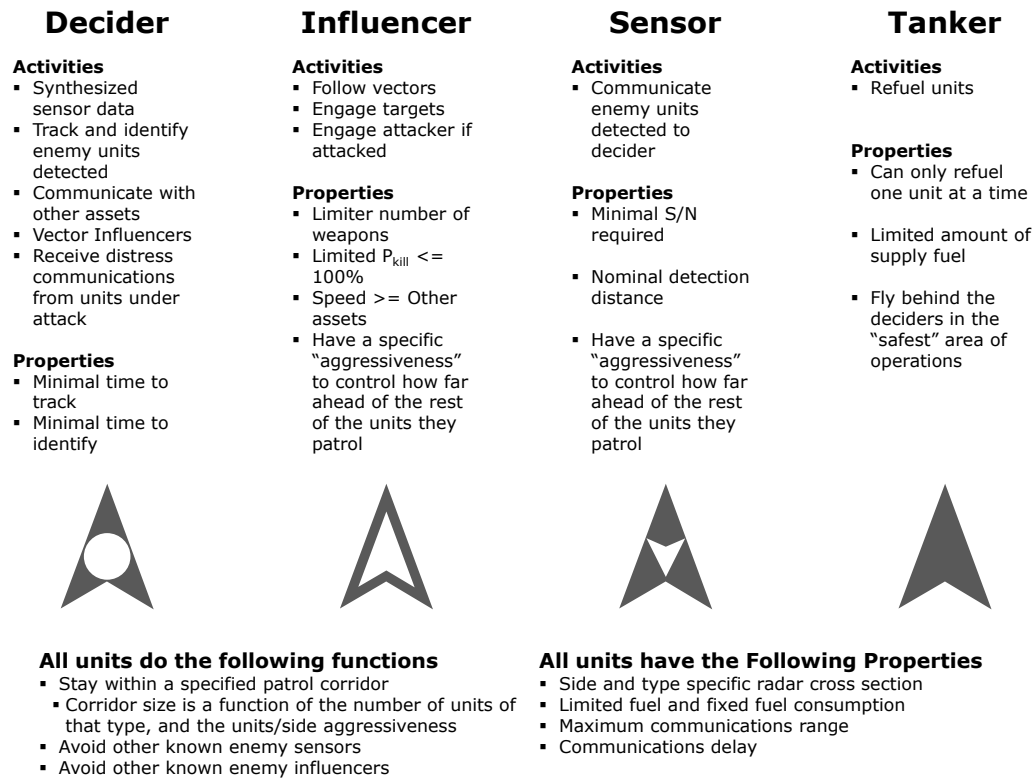 Decider
Activities
▪ Synthesized
sensor data
▪ Track and identify
enemy units
detected
▪ Communicate with
other assets
▪ Vector Influencers
▪ Receive distress
communications
from units under
attack
Properties
▪ Minimal time to
track
▪ Minimal time to
identify
Influencer
Activities
▪ Follow vectors
▪ Engage targets
▪ Engage attacker if
attacked
Properties
▪ Limiter number of
weapons
▪ Limited Pkill <=
100%
▪ Speed >= Other
assets
▪ Have a specific
“aggressiveness”
to control how far
ahead of the rest
of the units they
patrol
Sensor
Activities
▪ Communicate
enemy units
detected to
decider
Properties
▪ Minimal S/N
required
▪ Nominal detection
distance
▪ Have a specific
“aggressiveness”
to control how far
ahead of the rest
of the units they
patrol
Tanker
Activities
▪ Refuel units
Properties
▪ Can only refuel
one unit at a time
▪ Limited amount of
supply fuel
▪ Fly behind the
deciders in the
“safest” area of
operations
All units do the following functions
▪ Stay within a specified patrol corridor
▪ Corridor size is a function of the number of units of
that type, and the units/side aggressiveness
▪ Avoid other known enemy sensors
▪ Avoid other known enemy influencers
All units have the Following Properties
▪ Side and type specific radar cross section
▪ Limited fuel and fixed fuel consumption
▪ Maximum communications range
▪ Communications delay